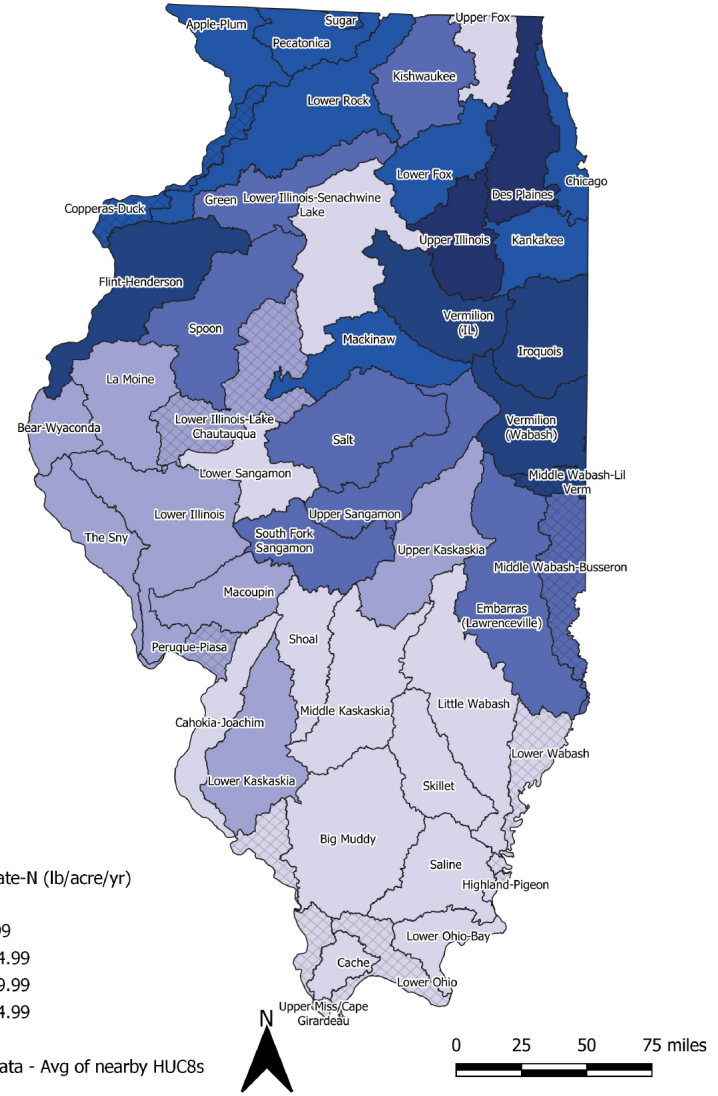 Upper Fox
Sugar
Apple-Plum
Pecatonica
Kishwaukee
Lower Rock
Lower Fox
Chicago
Des Plaines
Green
Lower Illinois-Senachwine
Lake
Copperas-Duck
Upper Illinois
Kankakee
Flint-Henderson
Vermilion
(IL)
Spoon
Mackinaw
Iroquois
La Moine
Lower Illinois-Lake
Chautauqua
Bear-Wyaconda
Salt
Vermilion
(Wabash)
Lower Sangamon
Middle Wabash-Lil
Verm
Lower Illinois
Upper Sangamon
The Sny
South Fork
Sangamon
Upper Kaskaskia
Middle Wabash-Busseron
Macoupin
Embarras
(Lawrenceville)
Shoal
Peruque-Piasa
Little Wabash
Middle Kaskaskia
Cahokia-Joachim
Lower Wabash
Lower Kaskaskia
Skillet
Big Muddy
Saline
Highland-Pigeon
Lower Ohio-Bay
Cache
Lower Ohio
Upper Miss/Cape
Girardeau
ate-N (lb/acre/yr)
99
4.99
9.99
4.99
ata - Avg of nearby HUC8s
N
0 25 50 75 miles